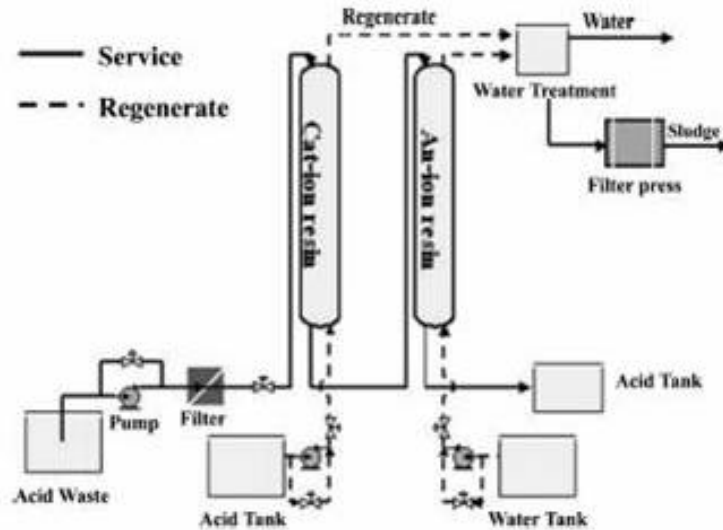 Regenerate
Water
Service
Regenerate
Water Treatment
Sludge
Filter press
Cat-ion resin
An-ion resin
Acid Tank
Pump
Filter
Acid Waste
Acid Tank
Water Tank